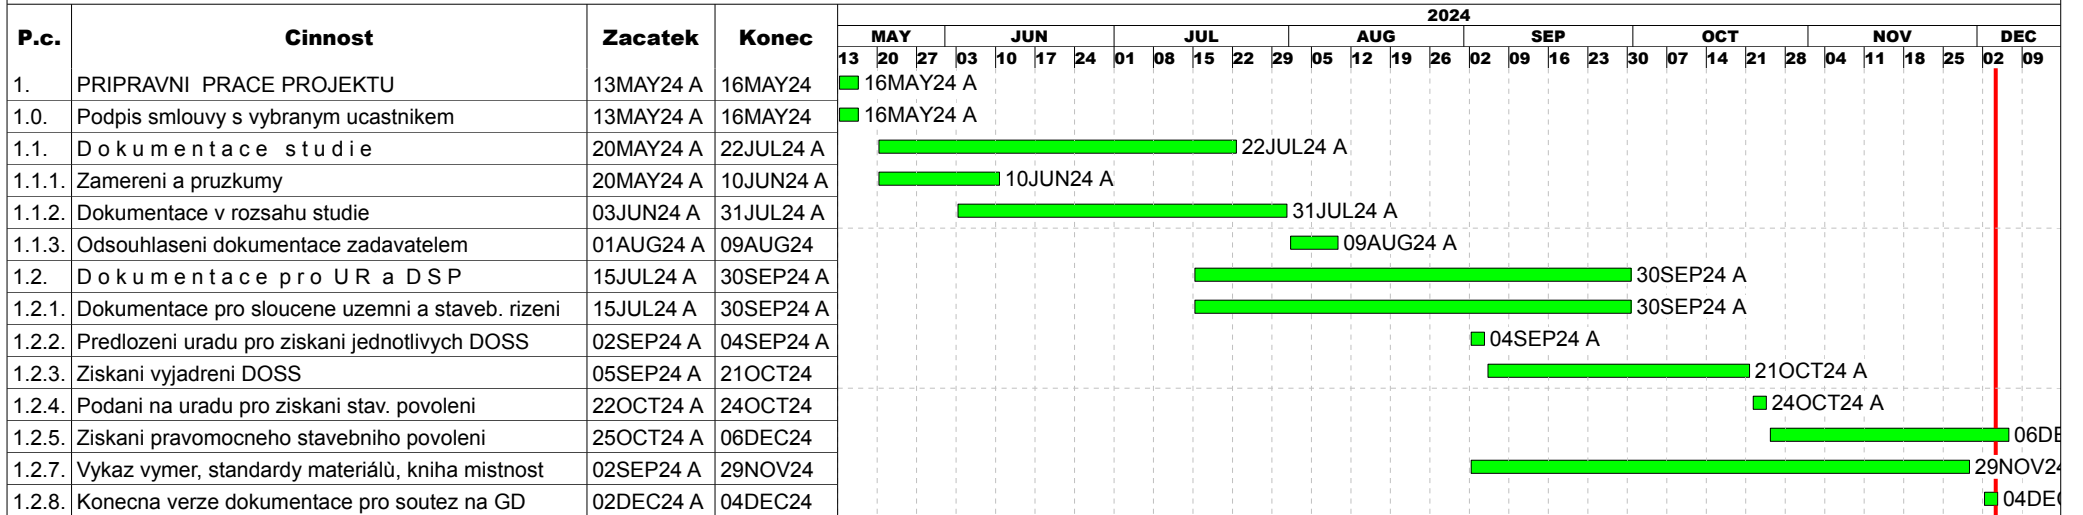 2024
P.c. Cinnost Zacatek Konec MAY JUN JUL AUG SEP OCT NOV DEC
13 20 27 03 10 17 24 01 08 15 22 29 05 12 19 26 02 09 16 23 30 07 14 21 28 04 11 18 25 02 09
1. PRIPRAVNI PRACE PROJEKTU 13MAY24 A 16MAY24 16MAY24 A
1.0. Podpis smlouvy s vybranym ucastnikem 13MAY24 A 16MAY24 16MAY24 A
1.1. D o k u m e n t a c e s t u d i e 20MAY24 A 22JUL24 A 22JUL24 A
1.1.1. Zamereni a pruzkumy 20MAY24 A 10JUN24 A 10JUN24 A
1.1.2. Dokumentace v rozsahu studie 03JUN24 A 31JUL24 A 31JUL24 A
1.1.3. Odsouhlaseni dokumentace zadavatelem 01AUG24 A 09AUG24 09AUG24 A
1.2. D o k u m e n t a c e p r o U R a D S P 15JUL24 A 30SEP24 A 30SEP24 A
1.2.1. Dokumentace pro sloucene uzemni a staveb. rizeni 15JUL24 A 30SEP24 A 30SEP24 A
1.2.2. Predlozeni uradu pro ziskani jednotlivych DOSS 02SEP24 A 04SEP24 A 04SEP24 A
1.2.3. Ziskani vyjadreni DOSS 05SEP24 A 21OCT24 21OCT24 A
1.2.4. Podani na uradu pro ziskani stav. povoleni 22OCT24 A 24OCT24 24OCT24 A
1.2.5. Ziskani pravomocneho stavebniho povoleni 25OCT24 A 06DEC24 06DE
1.2.7. Vykaz vymer, standardy materiálù, kniha mistnost 02SEP24 A 29NOV24 29NOV24
1.2.8. Konecna verze dokumentace pro soutez na GD 02DEC24 A 04DEC24 04DEC